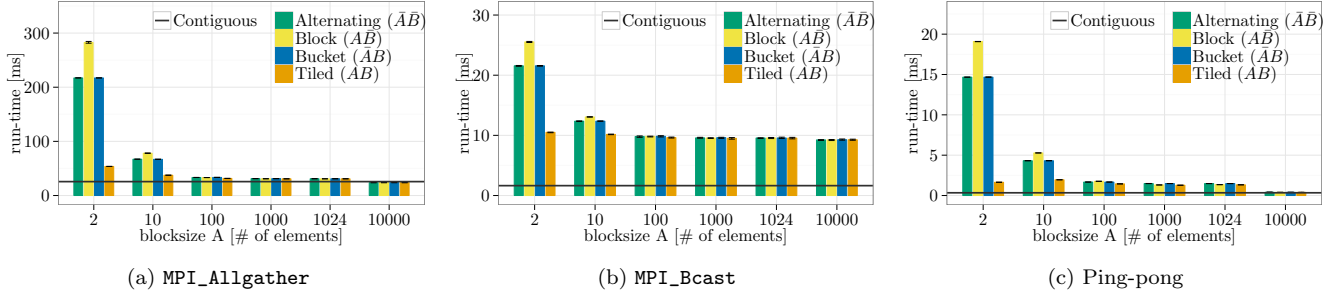 Contiguous
Alternating (ĀB̄)
Block (AB̄)
Bucket (ĀB)
Tiled (AB)
300
200
100
0
run-time [ms]
2 10 100 1000 1024 10000
blocksize A [# of elements]
(a) MPI_Allgather
Contiguous
Alternating (ĀB̄)
Block (AB̄)
Bucket (ĀB)
Tiled (AB)
30
20
10
0
run-time [ms]
2 10 100 1000 1024 10000
blocksize A [# of elements]
(b) MPI_Bcast
Contiguous
Alternating (ĀB̄)
Block (AB̄)
Bucket (ĀB)
Tiled (AB)
20
15
10
5
0
run-time [ms]
2 10 100 1000 1024 10000
blocksize A [# of elements]
(c) Ping-pong